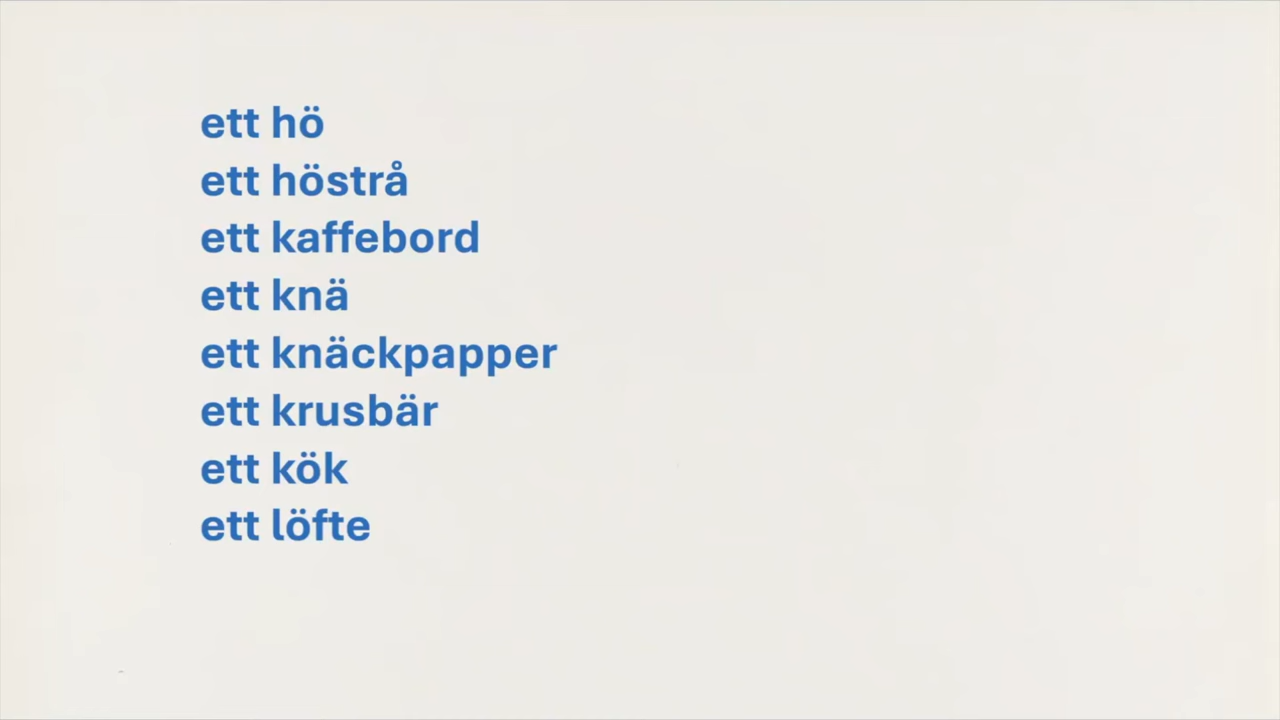 ett hö
ett höstrå
ett kaffebord
ett knä
ett knäckpapper
ett krusbär
ett kök
ett löfte